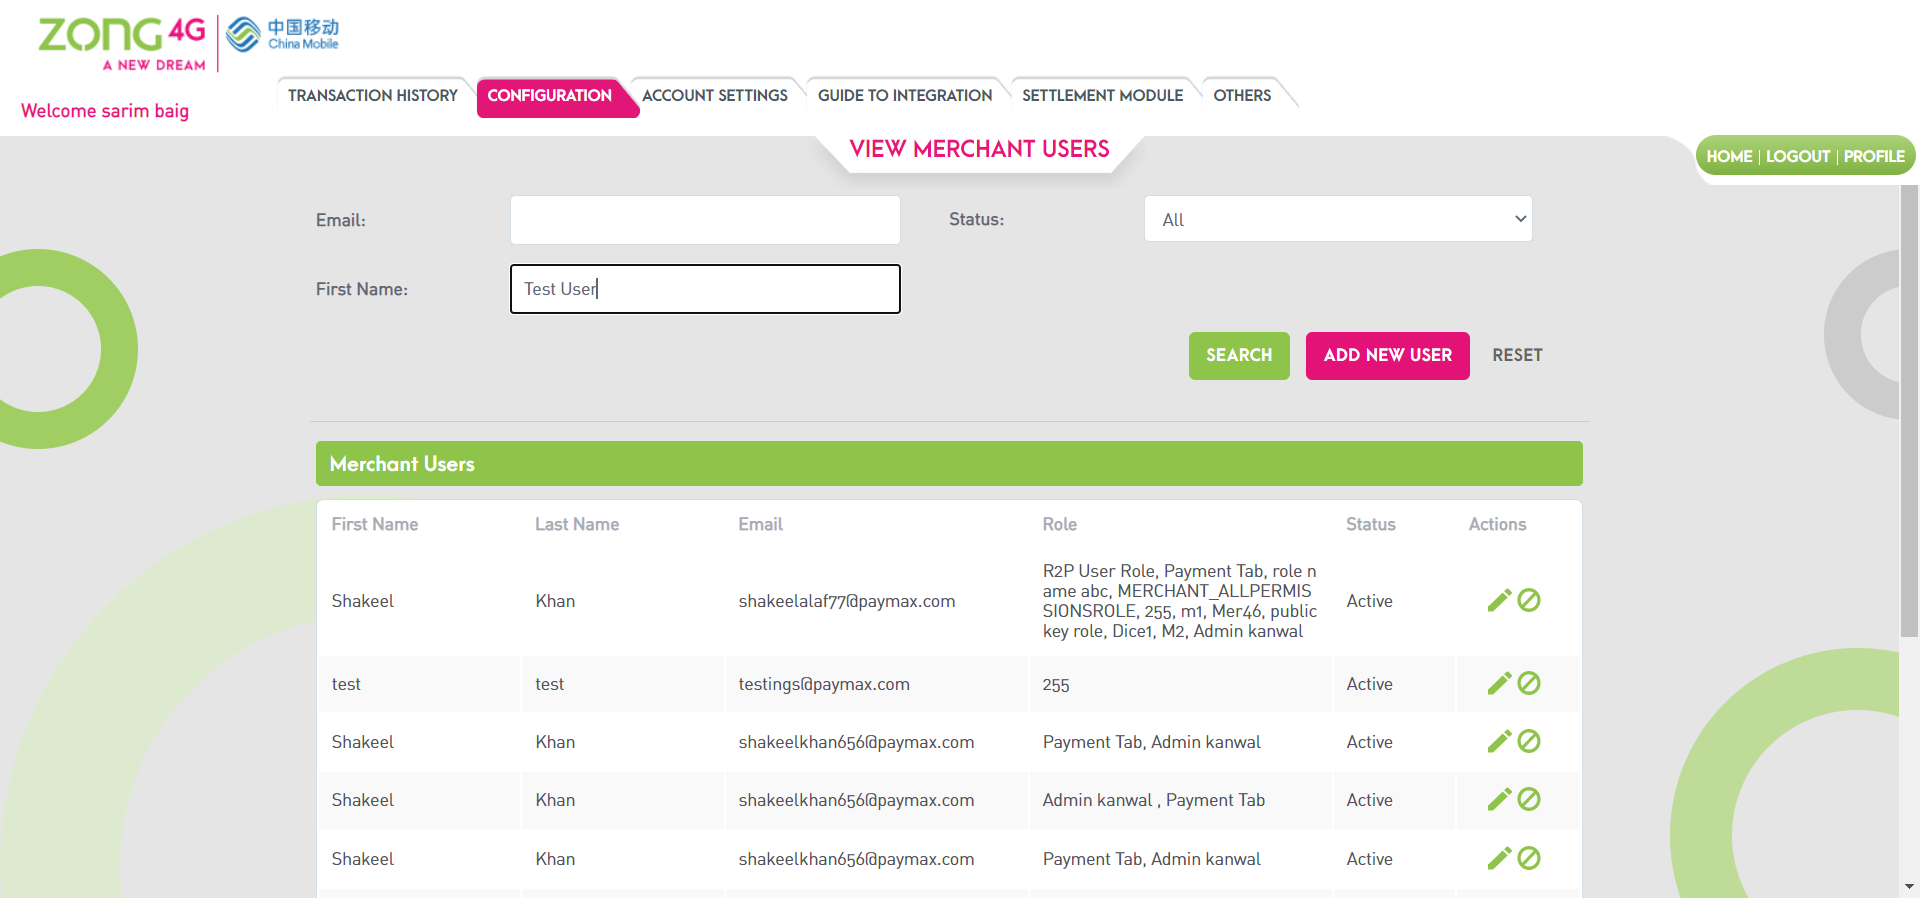 ZONG 4G
A NEW DREAM
中国移动
China Mobile
Welcome sarim baig
TRANSACTION HISTORY
CONFIGURATION
ACCOUNT SETTINGS
GUIDE TO INTEGRATION
SETTLEMENT MODULE
OTHERS
VIEW MERCHANT USERS
HOME | LOGOUT | PROFILE
Email:
Status:
All
First Name:
Test User
SEARCH
ADD NEW USER
RESET
Merchant Users
First Name Last Name Email Role Status Actions
R2P User Role, Payment Tab, role n
ame abc, MERCHANT_ALLPERMIS
Shakeel Khan shakeelalaf77@paymax.com Active
SIONSROLE, 255, m1, Mer46, public
key role, Dice1, M2, Admin kanwal
test test testings@paymax.com 255 Active
Shakeel Khan shakeelkhan656@paymax.com Payment Tab, Admin kanwal Active
Shakeel Khan shakeelkhan656@paymax.com Admin kanwal , Payment Tab Active
Shakeel Khan shakeelkhan656@paymax.com Payment Tab, Admin kanwal Active